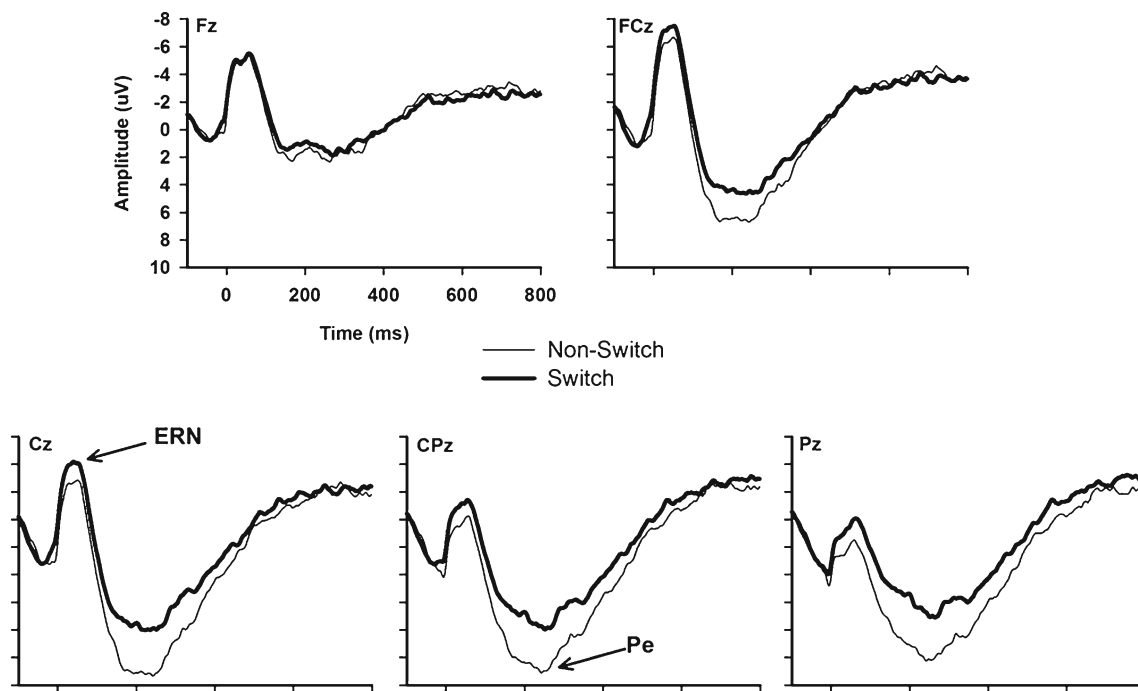 Fz
FCz
-8
-6
-4
-2
0
2
4
6
8
10
Amplitude (uV)
0 200 400 600 800
Time (ms)
Non-Switch
Switch
Cz
ERN
CPz
Pe
Pz